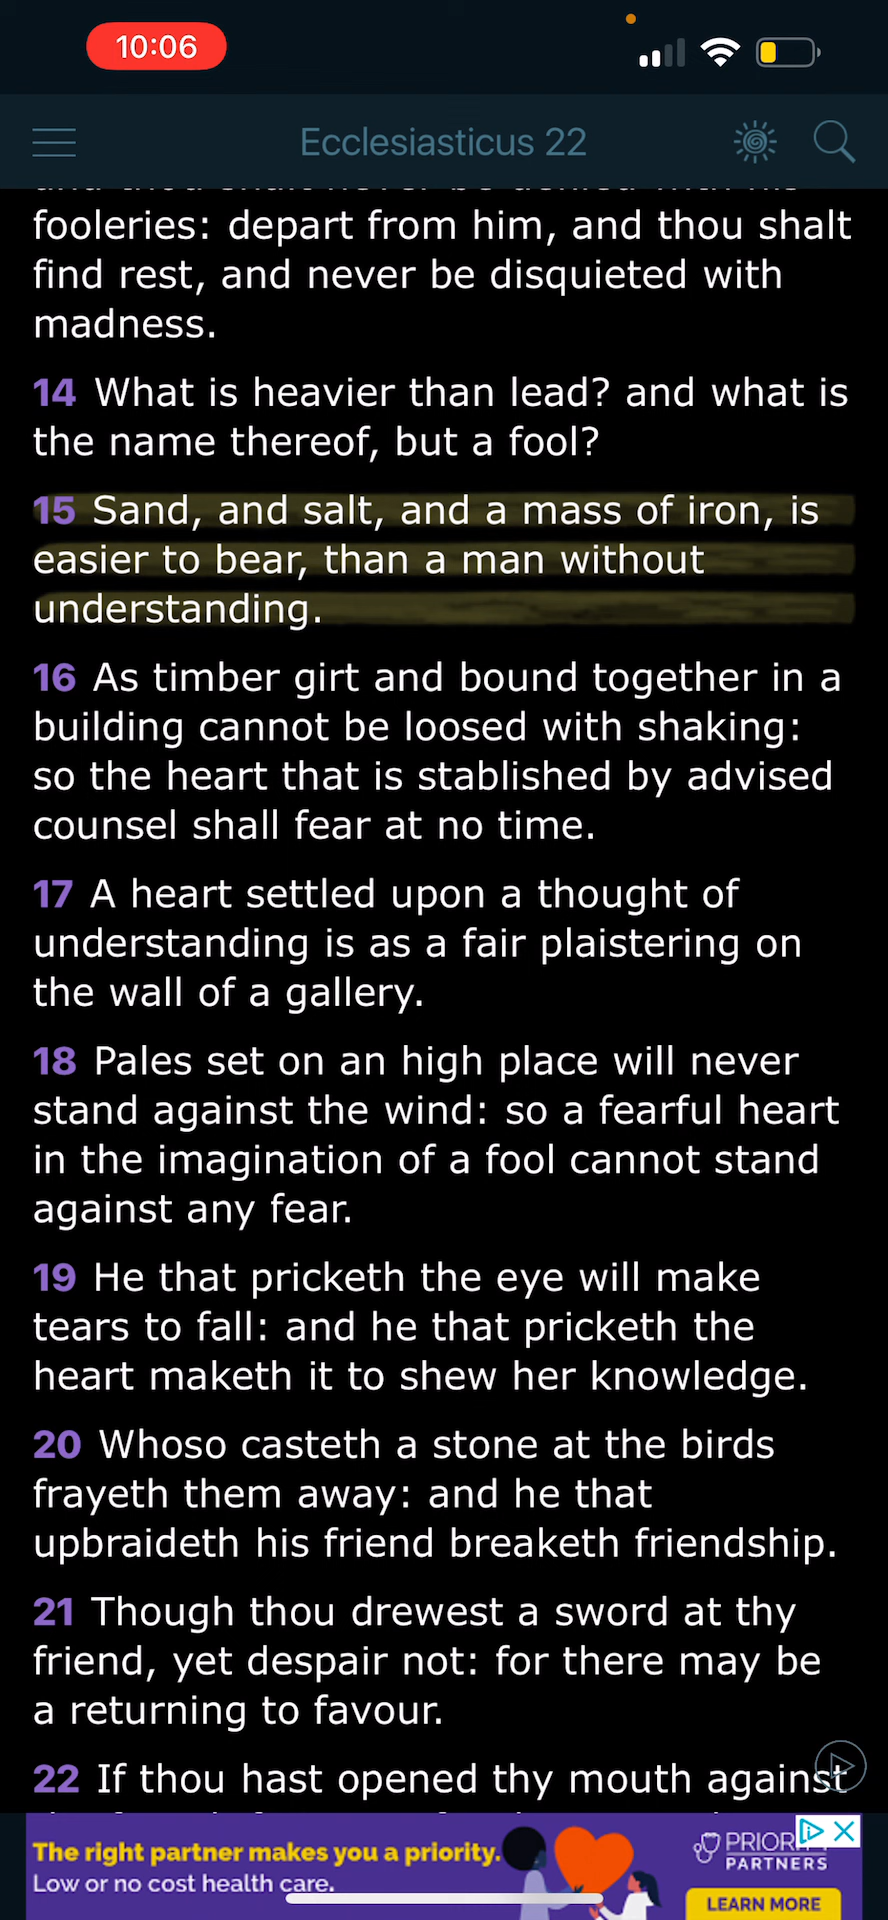 10:06
Ecclesiasticus 22
fooleries: depart from him, and thou shalt
find rest, and never be disquieted with
madness.
14 What is heavier than lead? and what is
the name thereof, but a fool?
15 Sand, and salt, and a mass of iron, is
easier to bear, than a man without
understanding.
16 As timber girt and bound together in a
building cannot be loosed with shaking:
so the heart that is stablished by advised
counsel shall fear at no time.
17 A heart settled upon a thought of
understanding is as a fair plaistering on
the wall of a gallery.
18 Pales set on an high place will never
stand against the wind: so a fearful heart
in the imagination of a fool cannot stand
against any fear.
19 He that pricketh the eye will make
tears to fall: and he that pricketh the
heart maketh it to shew her knowledge.
20 Whoso casteth a stone at the birds
frayeth them away: and he that
upbraideth his friend breaketh friendship.
21 Though thou drewest a sword at thy
friend, yet despair not: for there may be
a returning to favour.
22 If thou hast opened thy mouth against
The right partner makes you a priority.
Low or no cost health care.
PARTNERS
LEARN MORE